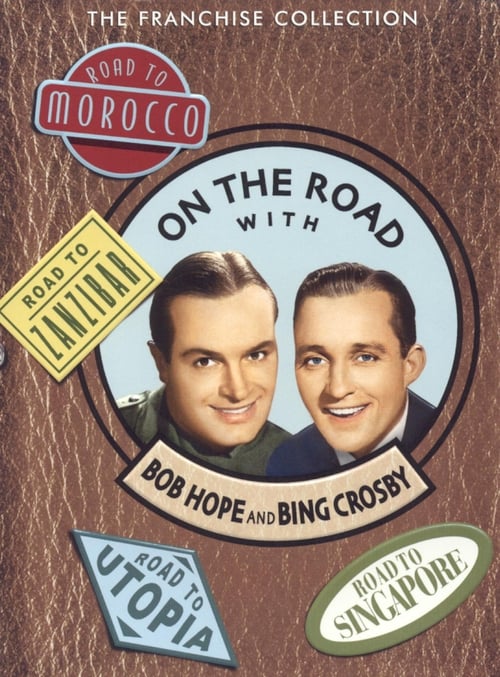 THE FRANCHISE COLLECTION
ROAD TO
MOROCCO
ON THE ROAD
WITH
ROAD TO
ZANZIBAR
BOB HOPE AND BING CROSBY
ROAD TO
UTOPIA
ROAD TO
SINGAPORE